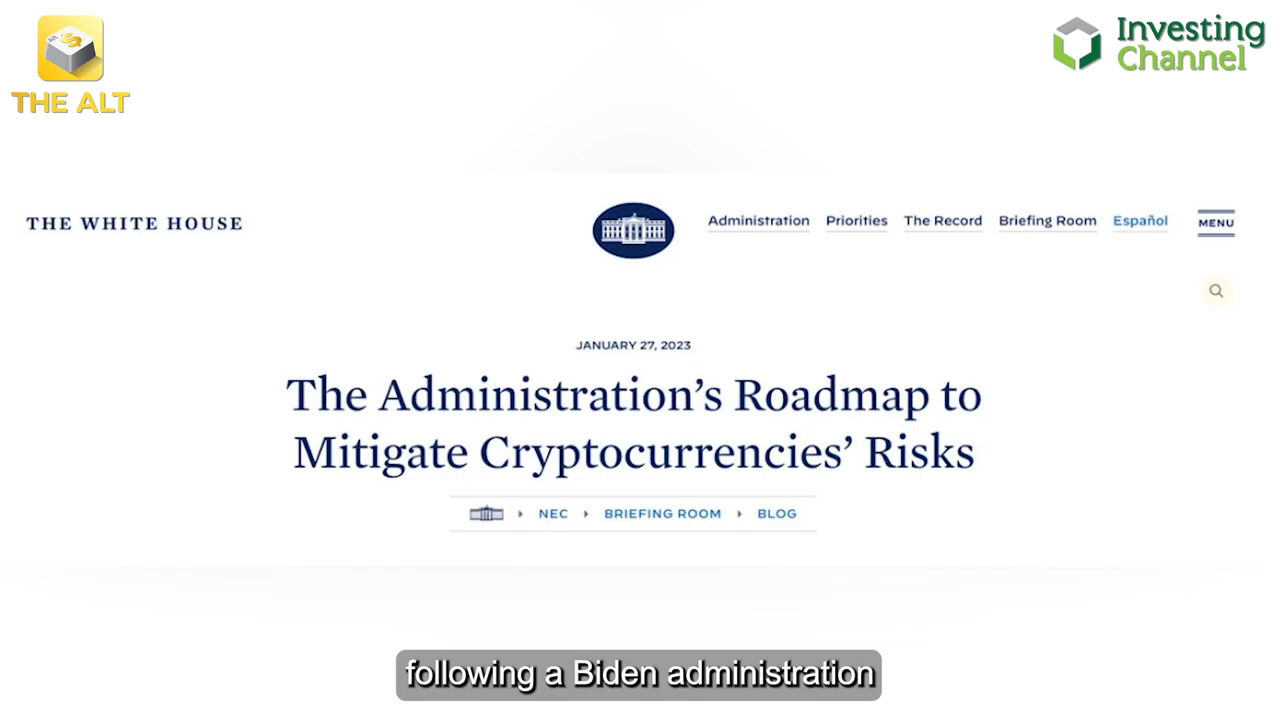 THE ALT
Investing
Channel
THE WHITE HOUSE
Administration
Priorities
The Record
Briefing Room
Español
MENU
JANUARY 27, 2023
The Administration’s Roadmap to
Mitigate Cryptocurrencies’ Risks
NEC
BRIEFING ROOM
BLOG
following a Biden administration